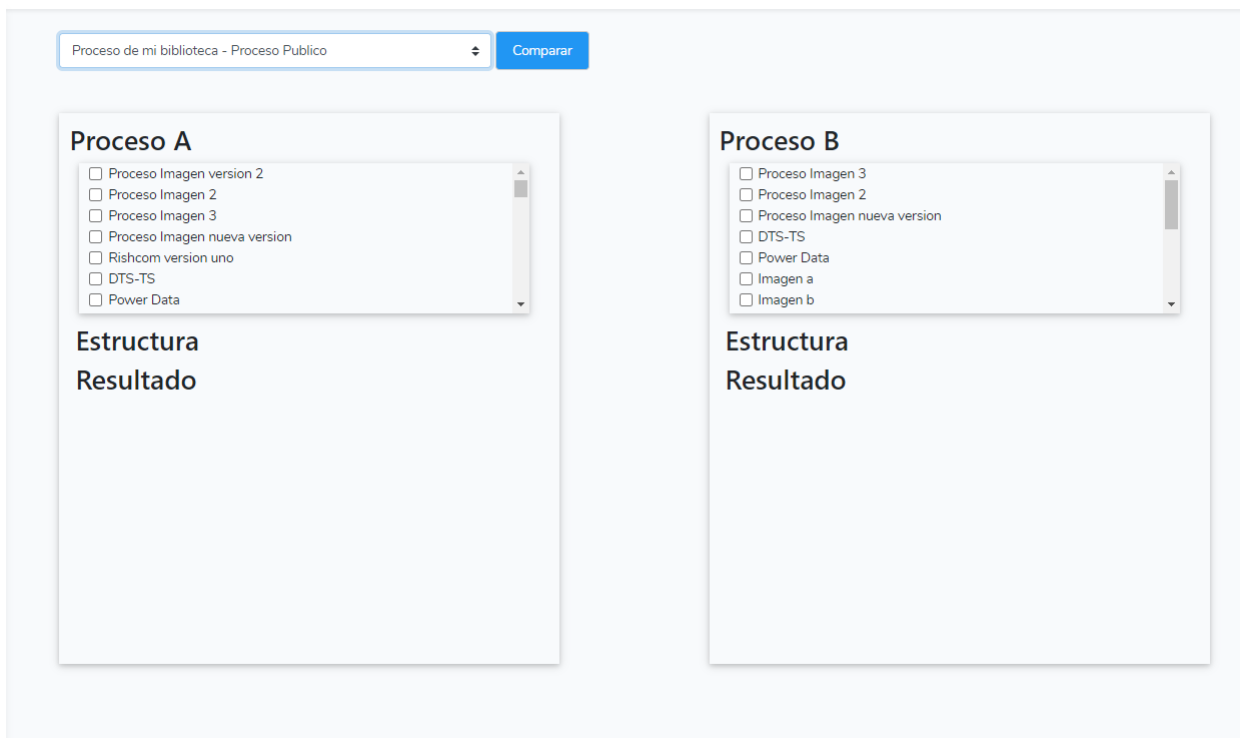 Proceso de mi biblioteca - Proceso Publico
Comparar
Proceso A
Proceso Imagen version 2
Proceso Imagen 2
Proceso Imagen 3
Proceso Imagen nueva version
Rishcom version uno
DTS-TS
Power Data
Estructura
Resultado
Proceso B
Proceso Imagen 3
Proceso Imagen 2
Proceso Imagen nueva version
DTS-TS
Power Data
Imagen a
Imagen b
Estructura
Resultado